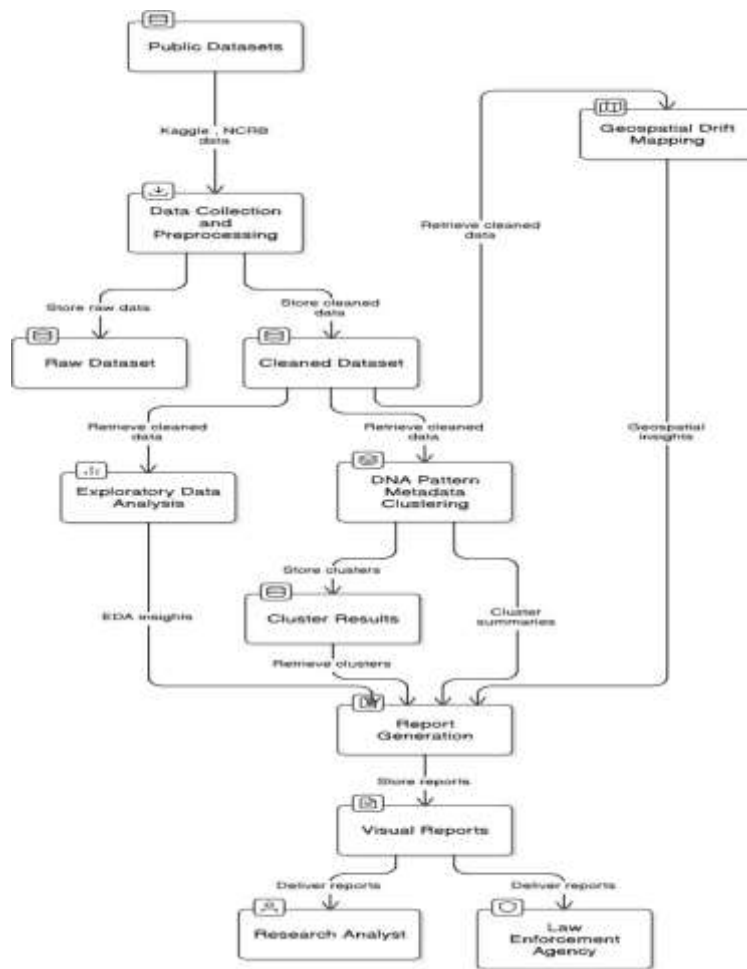 Public Datasets
Kaggle , NCRB
data
Geospatial Drift
Mapping
Data Collection
and
Preprocessing
Retrieve cleaned
data
Store raw data
Store cleaned
data
Raw Dataset
Cleaned Dataset
Retrieve cleaned
data
Retrieve cleaned
data
Geospatial
insights
Exploratory Data
Analysis
DNA Pattern
Metadata
Clustering
Store clusters
EDA insights
Cluster Results
Cluster
summaries
Retrieve clusters
Report
Generation
Store reports
Visual Reports
Deliver reports
Deliver reports
Research Analyst
Law
Enforcement
Agency